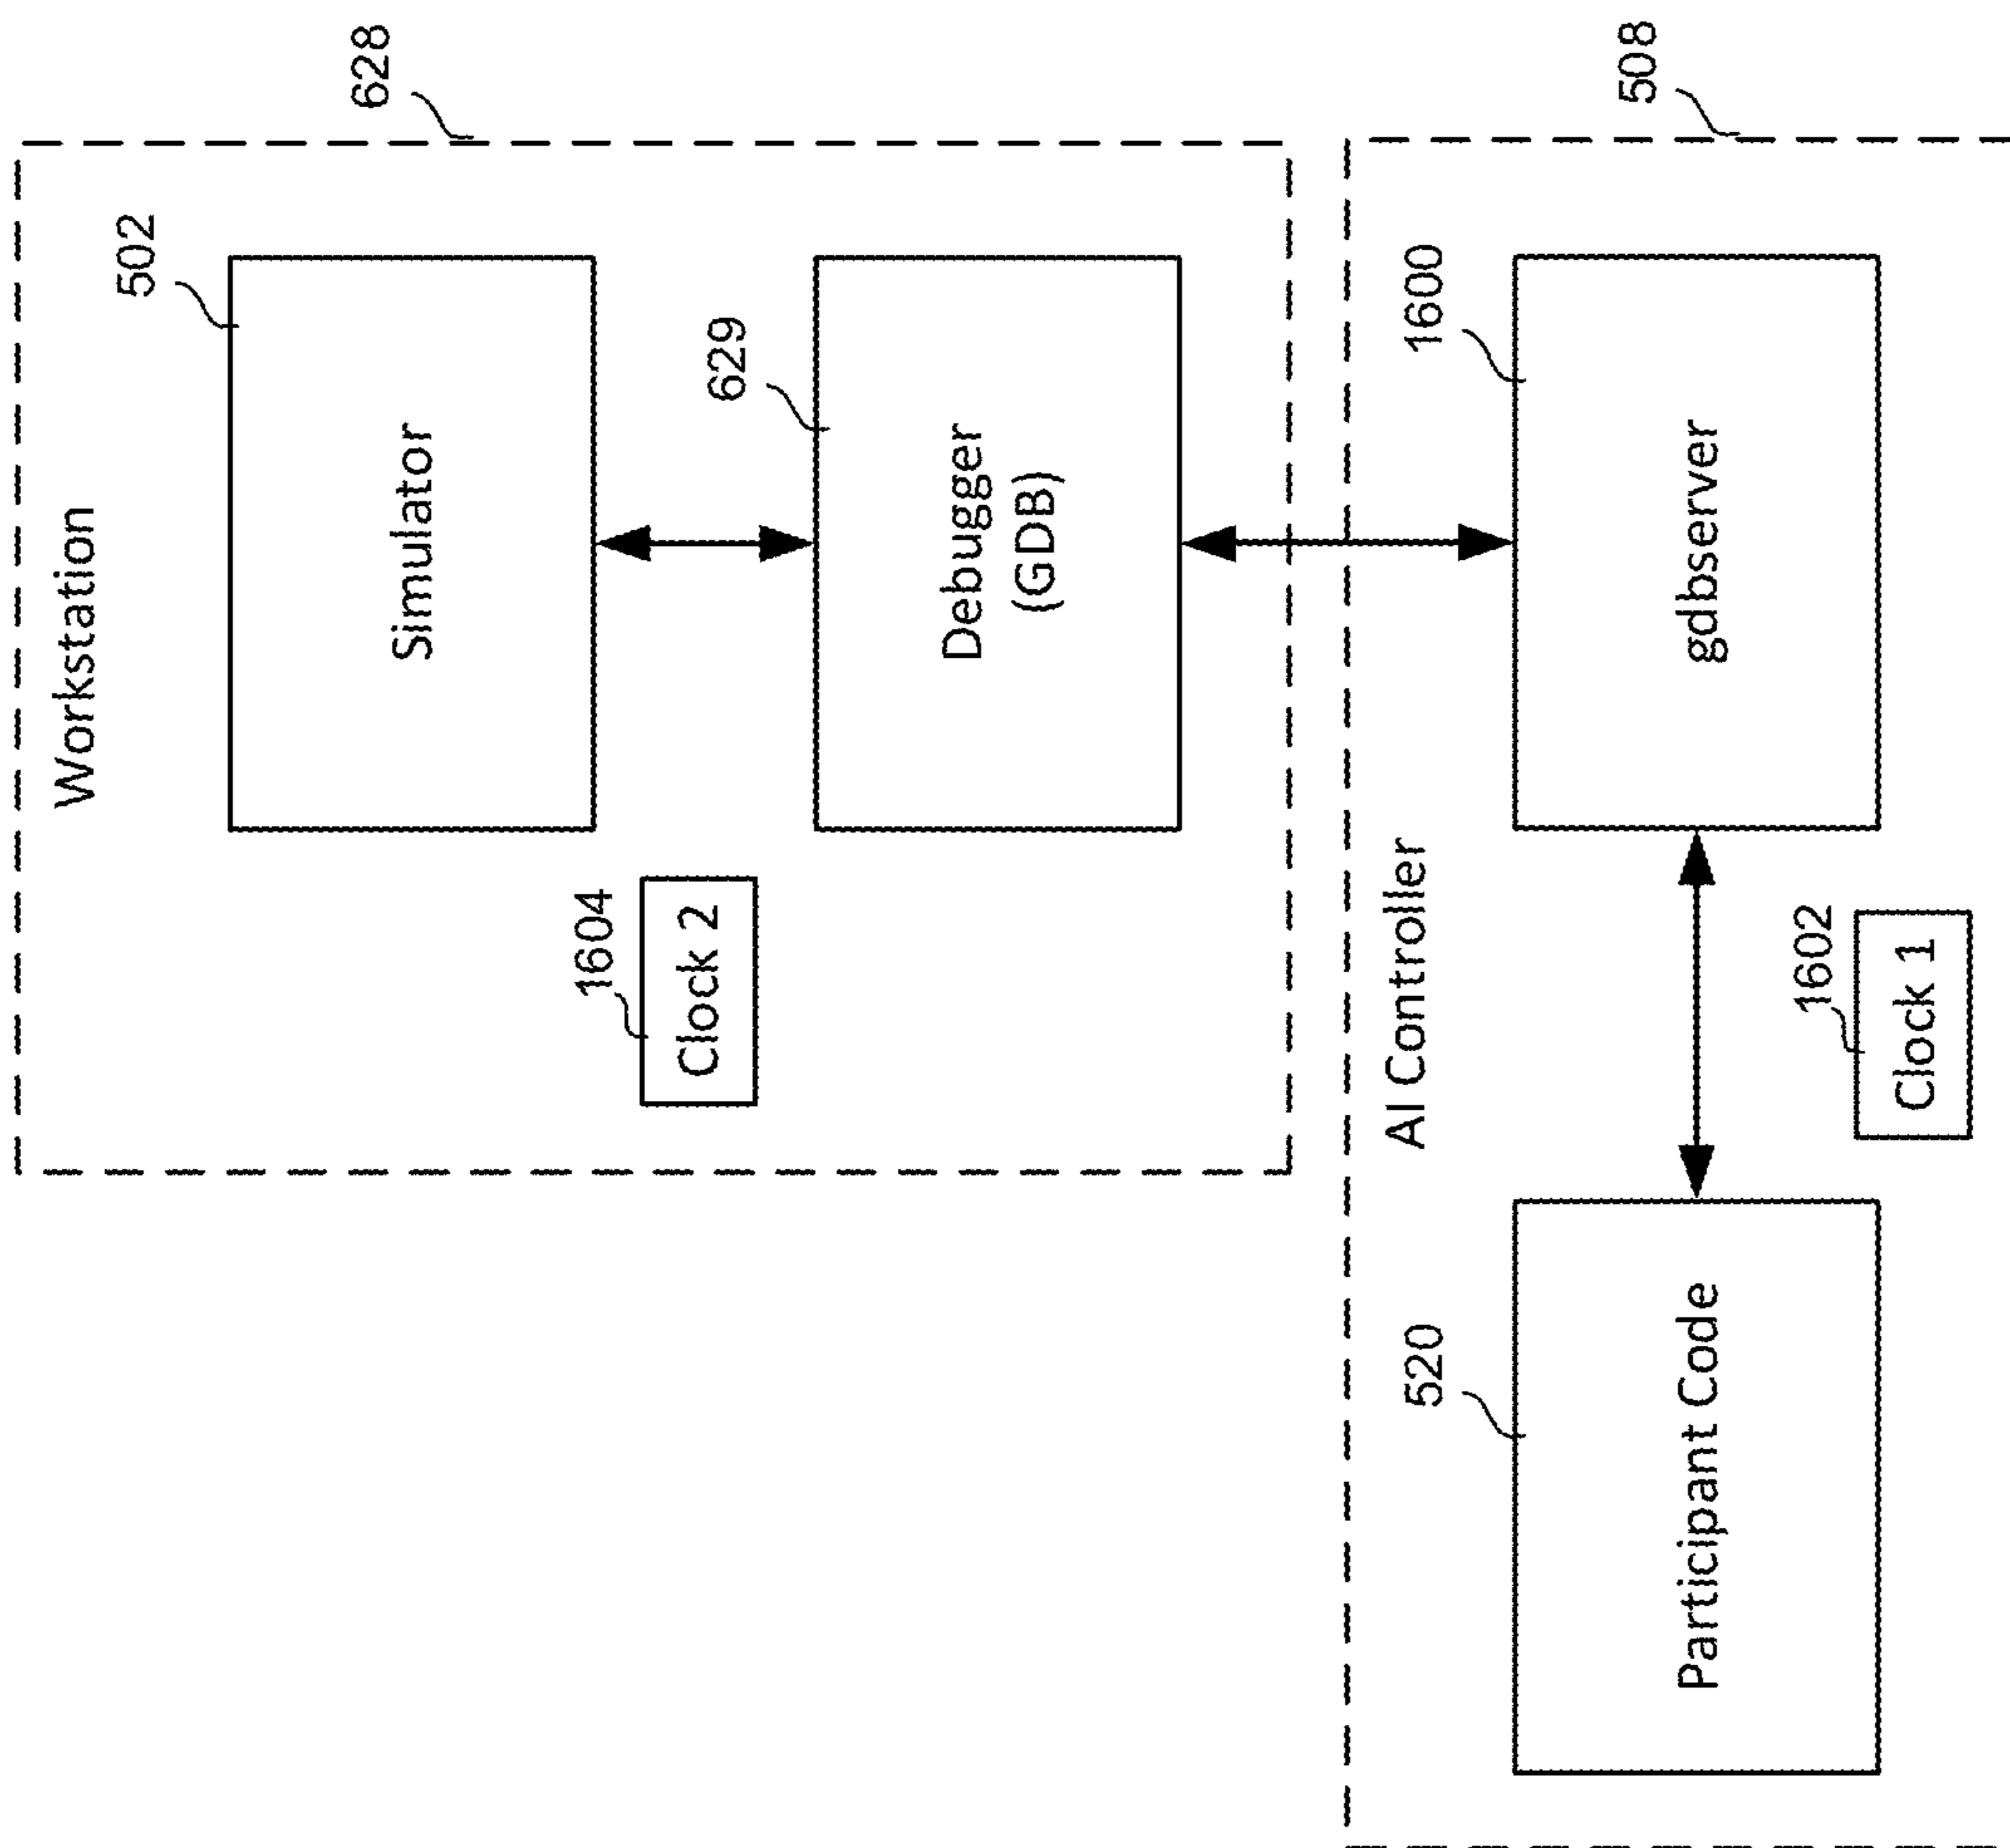 Workstation
628
Simulator
502
Clock 2
1604
Debugger
(GDB)
629
AI Controller
508
Participant Code
520
Clock 1
1602
gdbserver
1600